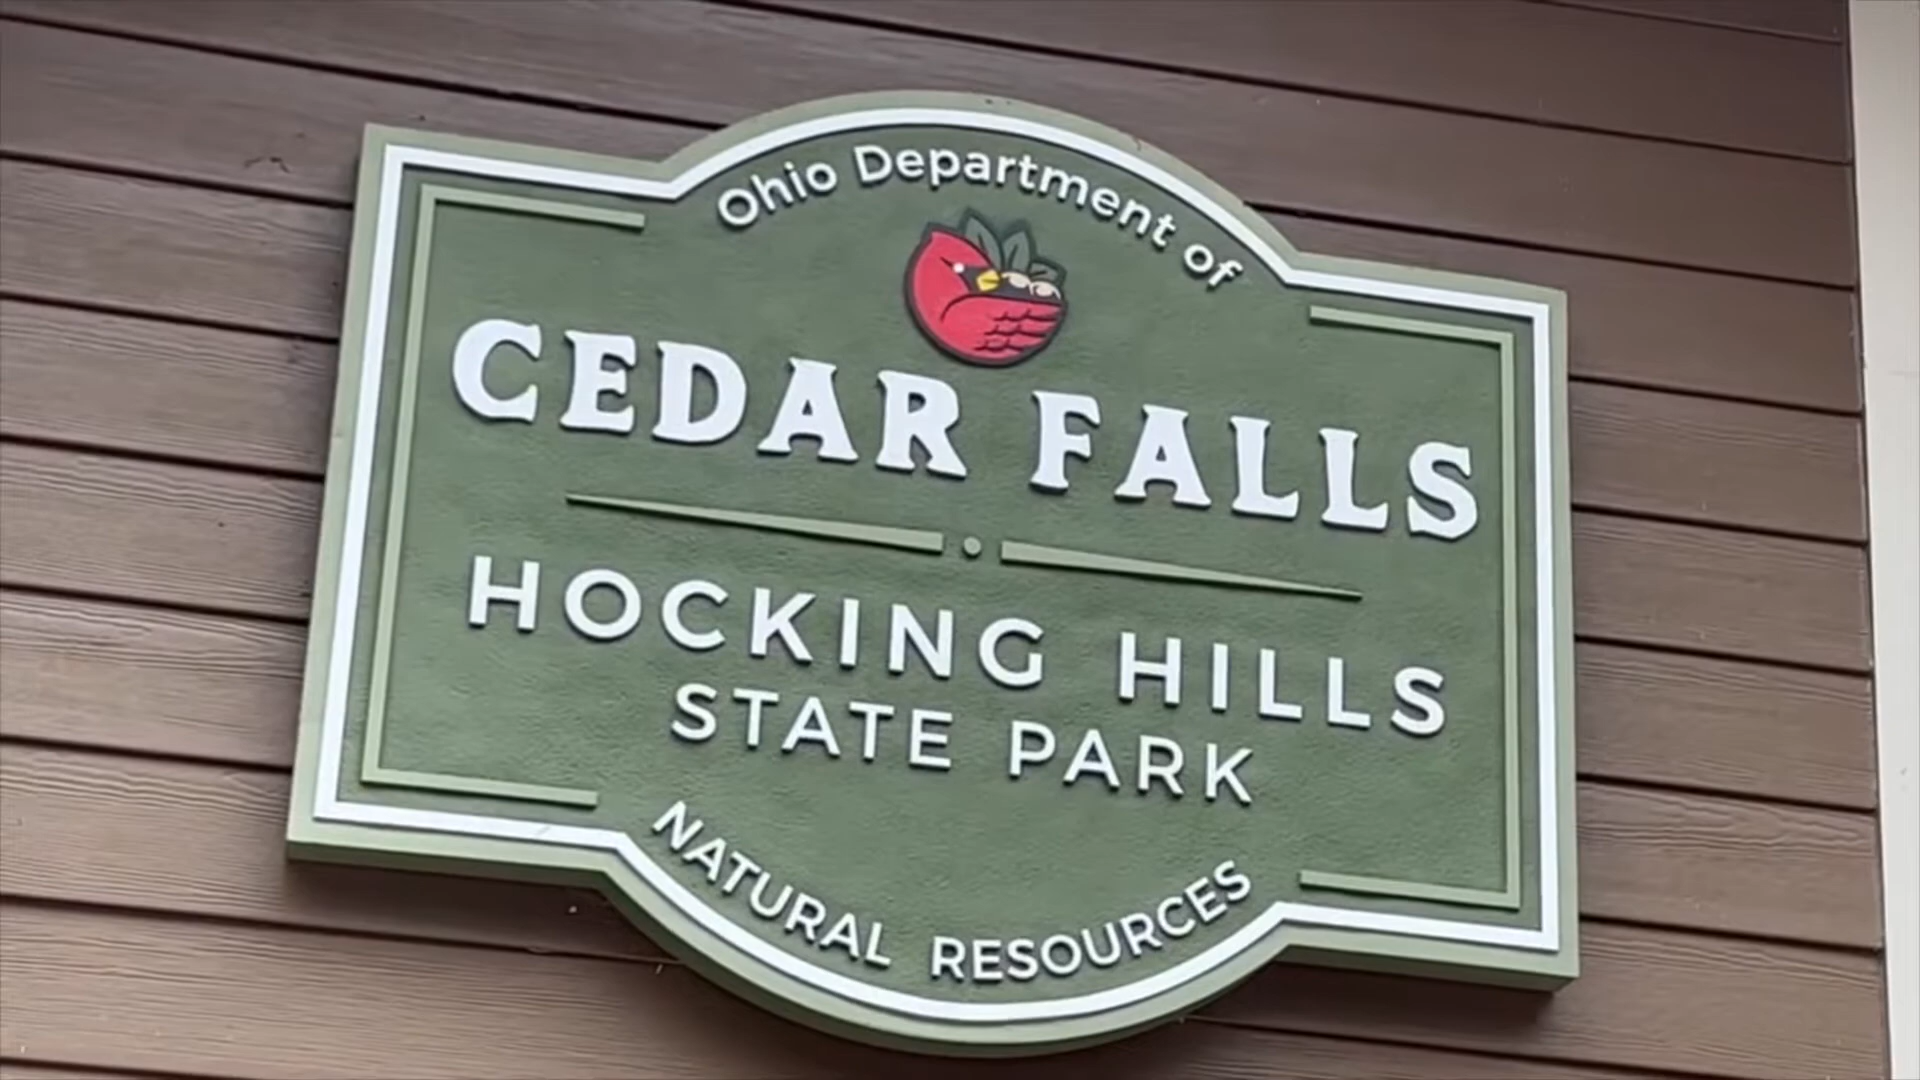 Ohio Department of
CEDAR FALLS
HOCKING HILLS
STATE PARK
NATURAL RESOURCES